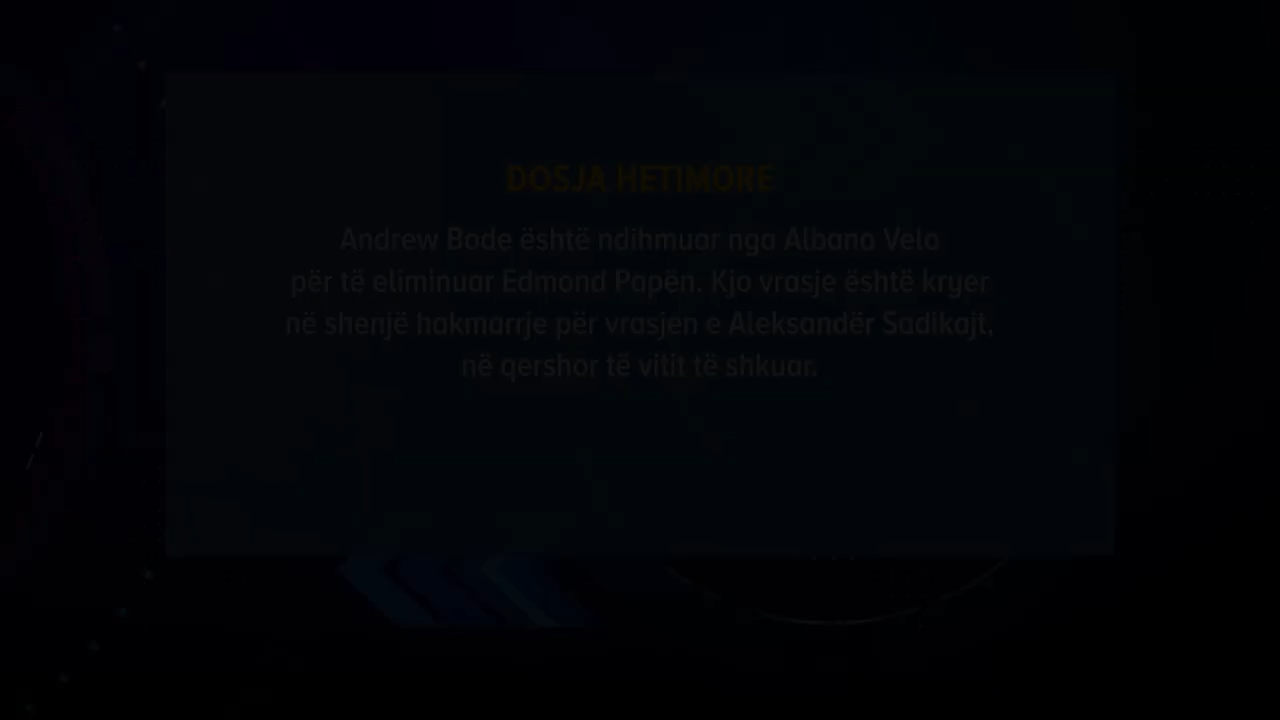 DOSJA HETIMORE
Andrew Bode është ndihmuar nga Albano Vela
për të eliminuar Edmond Papën. Kjo vrasje është kryer
në shenjë hakmarrje për vrasjen e Aleksandër Sadikajt,
në qershor të vitit të shkuar.